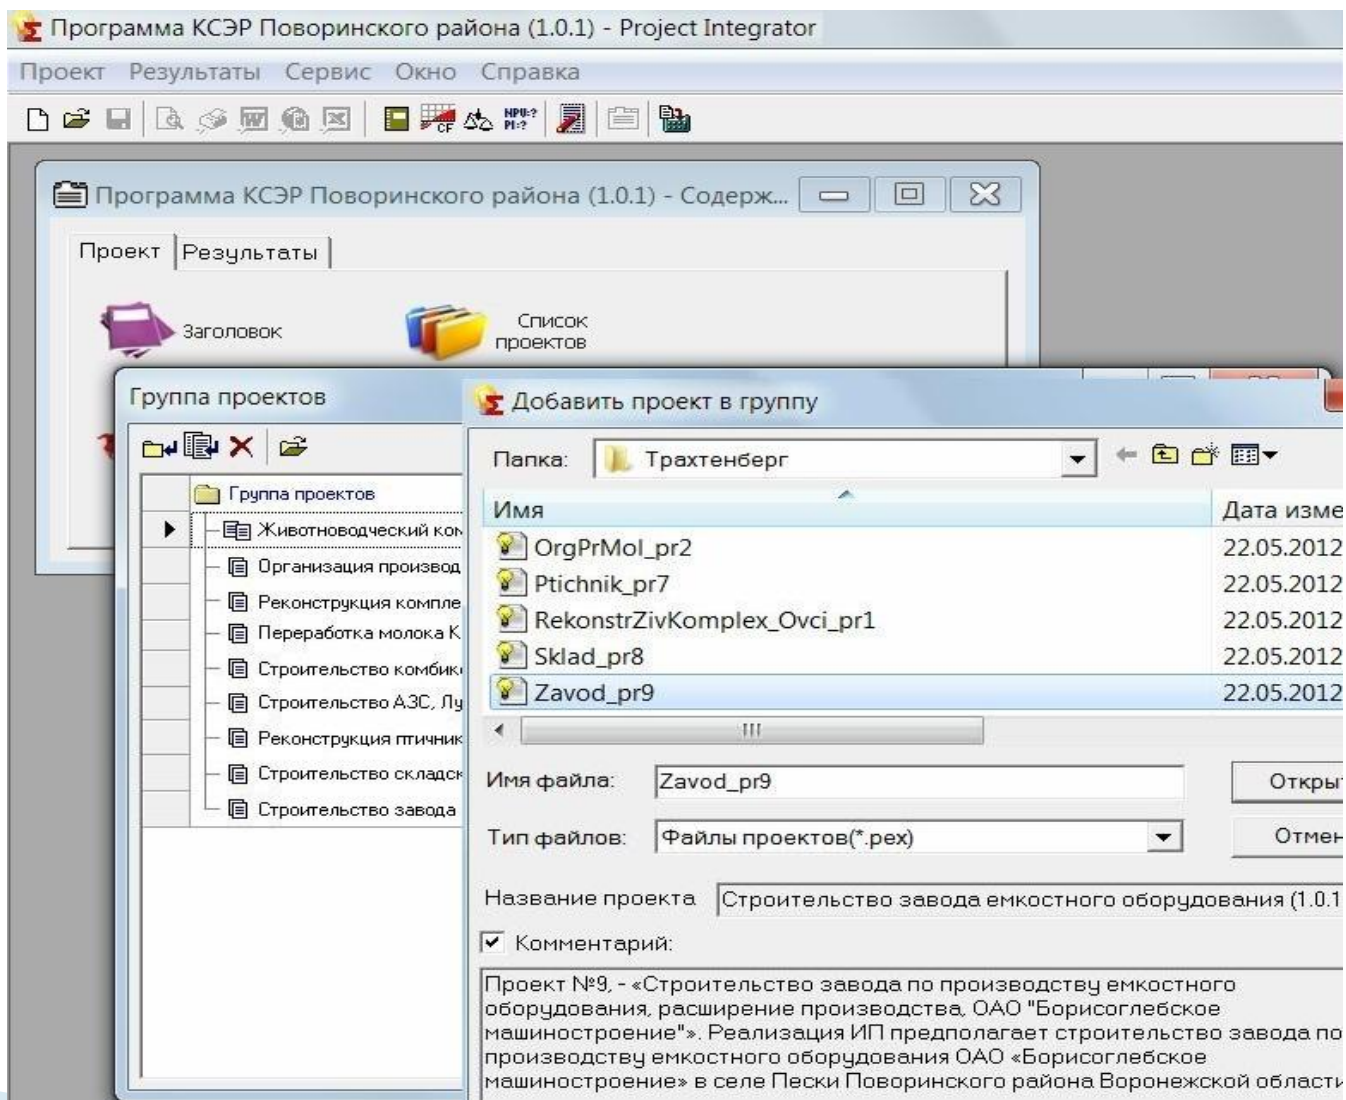 Программа КСЭР Поворинского района (1.0.1) - Project Integrator
Проект Результаты Сервис Окно Справка
NPU:? PI:?
CF
Программа КСЭР Поворинского района (1.0.1) - Содерж...
Проект Результаты
Заголовок
Список
проектов
Группа проектов
Группа проектов
Животноводческий ком
Организация производ
Реконструкция компле
Переработка молока К
Строительство комбик
Строительство АЗС, Лу
Реконструкция птичник
Строительство складск
Строительство завода
Добавить проект в группу
Папка: Трахтенберг
Имя Дата изме
OrgPrMol_pr2 22.05.2012
Ptichnik_pr7 22.05.2012
RekonstrZivKomplex_Ovci_pr1 22.05.2012
Sklad_pr8 22.05.2012
Zavod_pr9 22.05.2012
Имя файла: Zavod_pr9 Откры
Тип файлов: Файлы проектов(*.pex) Отмен
Название проекта Строительство завода емкостного оборудования (1.0.1
Комментарий:
Проект №9, - «Строительство завода по производству емкостного
оборудования, расширение производства, ОАО "Борисоглебское
машиностроение"». Реализация ИП предполагает строительство завода по
производству емкостного оборудования ОАО «Борисоглебское
машиностроение» в селе Пески Поворинского района Воронежской области